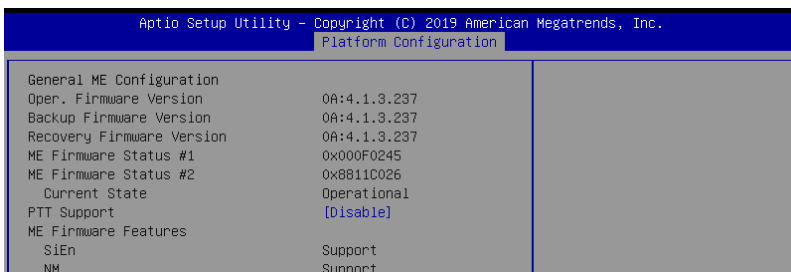 Aptio Setup Utility – Copyright (C) 2019 American Megatrends, Inc.
Platform Configuration
General ME Configuration
Oper. Firmware Version 0A:4.1.3.237
Backup Firmware Version 0A:4.1.3.237
Recovery Firmware Version 0A:4.1.3.237
ME Firmware Status #1 0x000F0245
ME Firmware Status #2 0x8811C026
Current State Operational
PTT Support [Disable]
ME Firmware Features
SiEn Support
NM Support